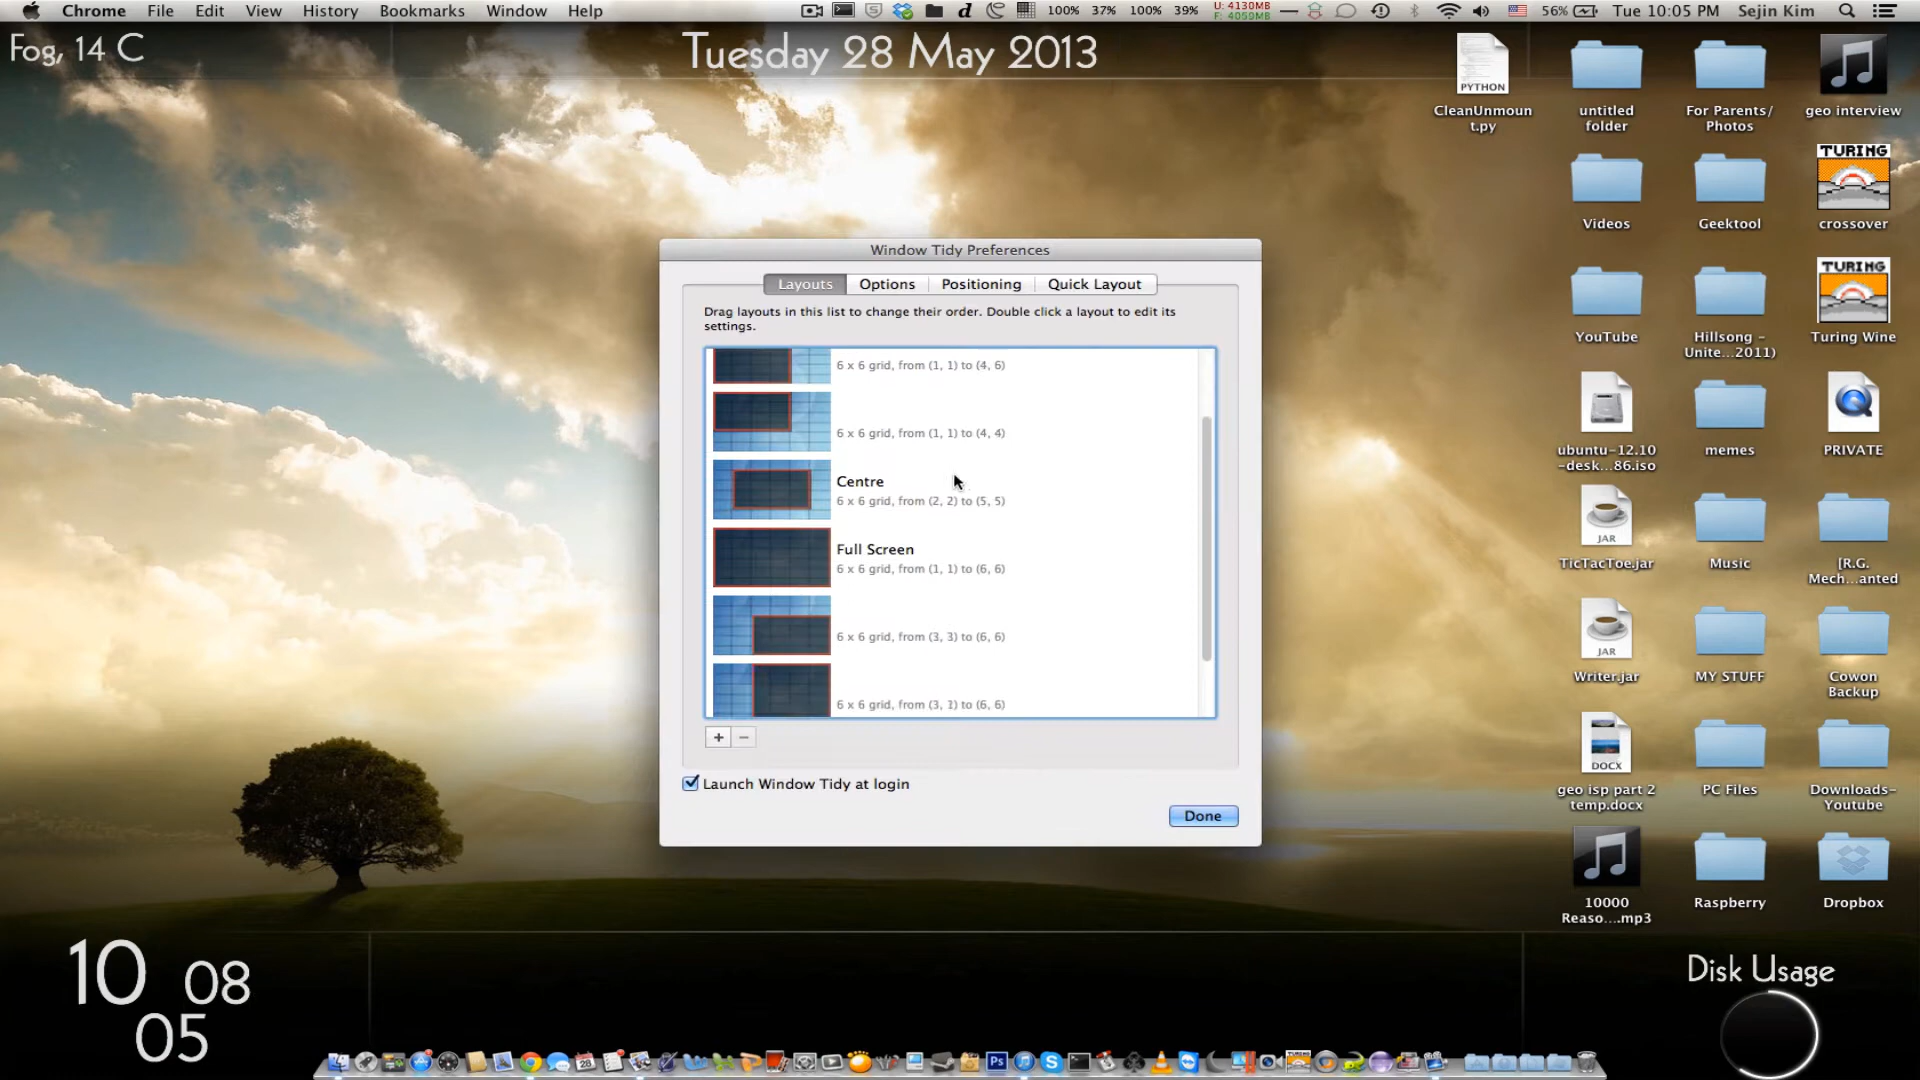 Chrome File Edit View History Bookmarks Window Help
100% 37% 100% 39% U: 4130MB F: 4059MB 56% Tue 10:05 PM Sejin Kim
Fog, 14 C
Tuesday 28 May 2013
PYTHON
CleanUnmoun
t.py
untitled
folder
For Parents/
Photos
geo interview
Videos
Geektool
TURING
crossover
YouTube
Hillsong –
Unite...2011)
TURING
Turing Wine
ubuntu-12.10
-desk...86.iso
memes
PRIVATE
JAR
TicTacToe.jar
Music
[R.G.
Mech...anted
JAR
Writer.jar
MY STUFF
Cowon
Backup
DOCX
geo isp part 2
temp.docx
PC Files
Downloads-
Youtube
10000
Reaso....mp3
Raspberry
Dropbox
Window Tidy Preferences
Layouts Options Positioning Quick Layout
Drag layouts in this list to change their order. Double click a layout to edit its
settings.
6 x 6 grid, from (1, 1) to (4, 6)
6 x 6 grid, from (1, 1) to (4, 4)
Centre
6 x 6 grid, from (2, 2) to (5, 5)
Full Screen
6 x 6 grid, from (1, 1) to (6, 6)
6 x 6 grid, from (3, 3) to (6, 6)
6 x 6 grid, from (3, 1) to (6, 6)
+ −
Launch Window Tidy at login
Done
10 08
05
Disk Usage
28
Ps